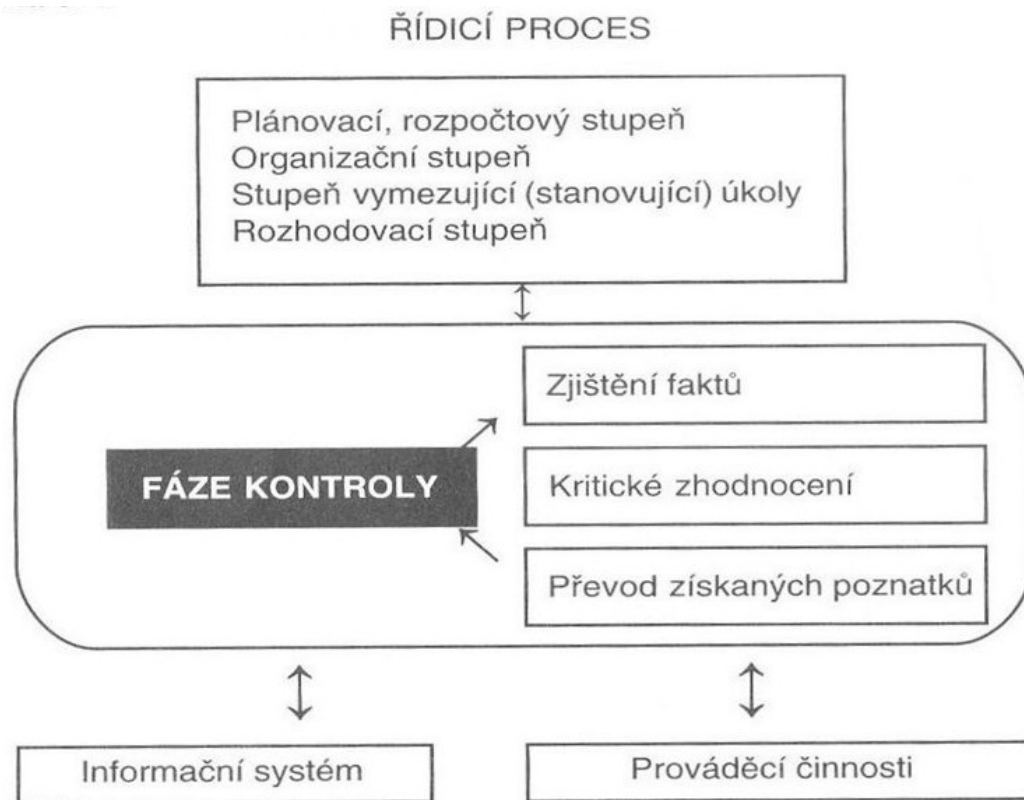 ŘÍDICÍ PROCES
Plánovací, rozpočtový stupeň
Organizační stupeň
Stupeň vymezující (stanovující) úkoly
Rozhodovací stupeň
Zjištění faktů
FÁZE KONTROLY
Kritické zhodnocení
Převod získaných poznatků
Informační systém
Prováděcí činnosti